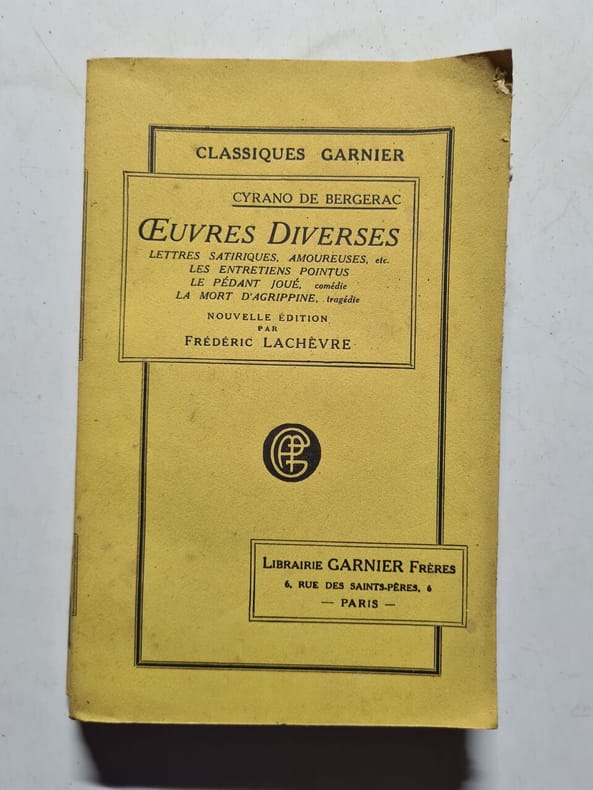 CLASSIQUES GARNIER
CYRANO DE BERGERAC
ŒUVRES DIVERSES
LETTRES SATIRIQUES, AMOUREUSES, etc.
LES ENTRETIENS POINTUS
LE PÉDANT JOUÉ, comédie
LA MORT D'AGRIPPINE, tragédie
NOUVELLE ÉDITION
PAR
FRÉDÉRIC LACHÈVRE
LIBRAIRIE GARNIER FRÈRES
6, RUE DES SAINTS-PÈRES, 6
— PARIS —